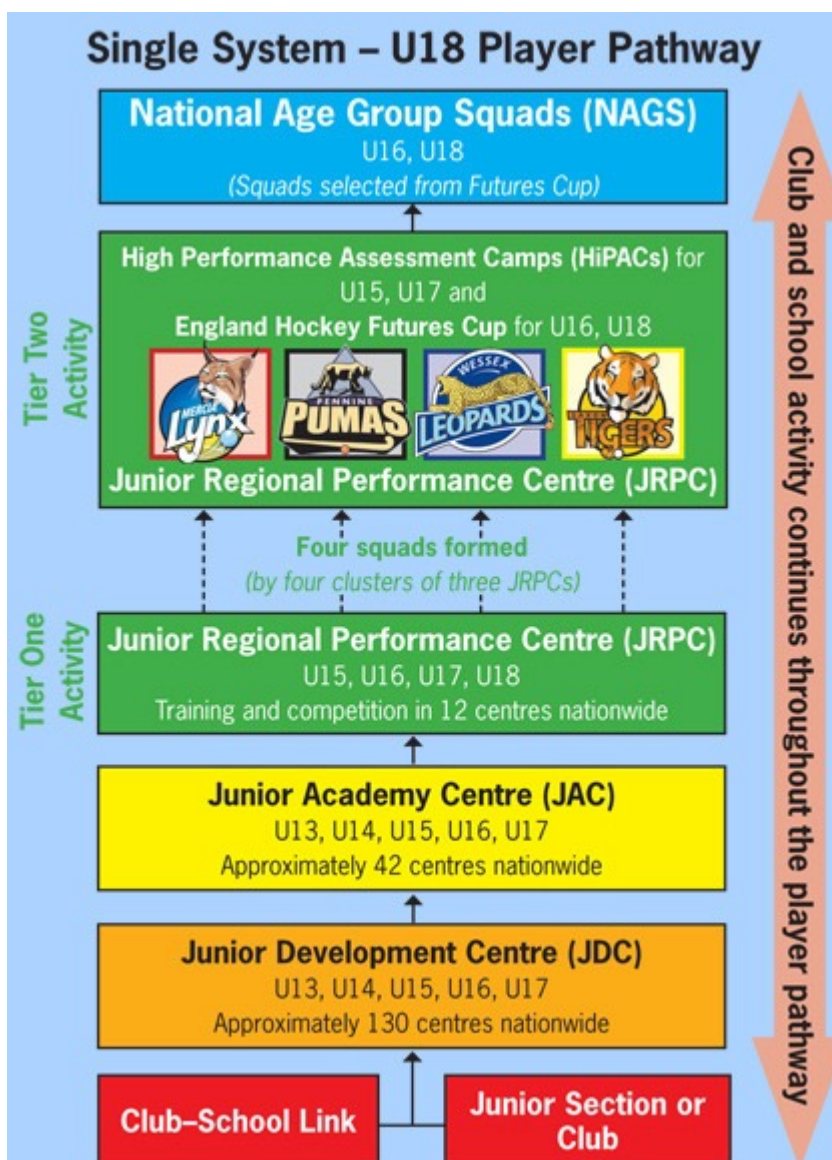 Single System – U18 Player Pathway
National Age Group Squads (NAGS)
U16, U18
(Squads selected from Futures Cup)
High Performance Assessment Camps (HiPACs) for
U15, U17 and
England Hockey Futures Cup for U16, U18
MERCIA
Lynx
PENNINE
PUMAS
WESSEX
LEOPARDS
TIGERS
Junior Regional Performance Centre (JRPC)
Tier Two
Activity
Four squads formed
(by four clusters of three JRPCs)
Junior Regional Performance Centre (JRPC)
U15, U16, U17, U18
Training and competition in 12 centres nationwide
Tier One
Activity
Junior Academy Centre (JAC)
U13, U14, U15, U16, U17
Approximately 42 centres nationwide
Junior Development Centre (JDC)
U13, U14, U15, U16, U17
Approximately 130 centres nationwide
Club–School Link
Junior Section or
Club
Club and school activity continues throughout the player pathway